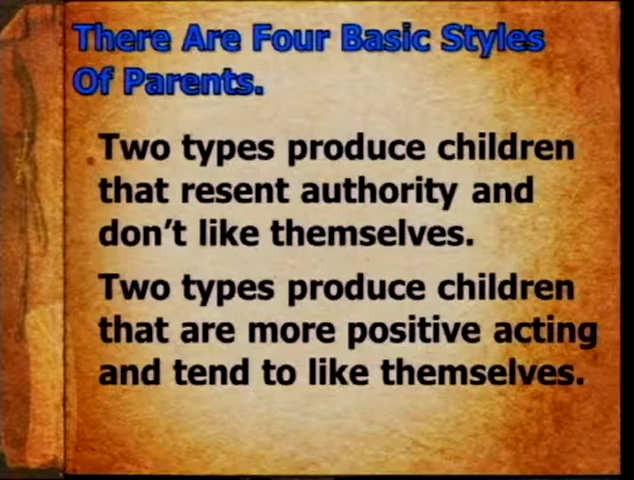 There Are Four Basic Styles
Of Parents.
Two types produce children
that resent authority and
don't like themselves.
Two types produce children
that are more positive acting
and tend to like themselves.